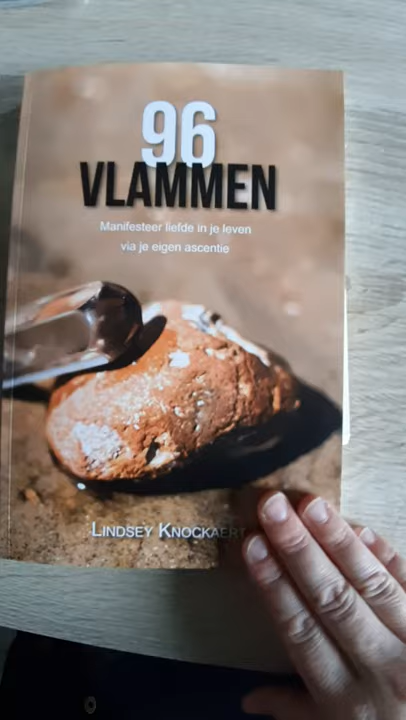 96
VLAMMEN
Manifesteer liefde in je leven
via je eigen ascentie
LINDSEY KNOCKAERT